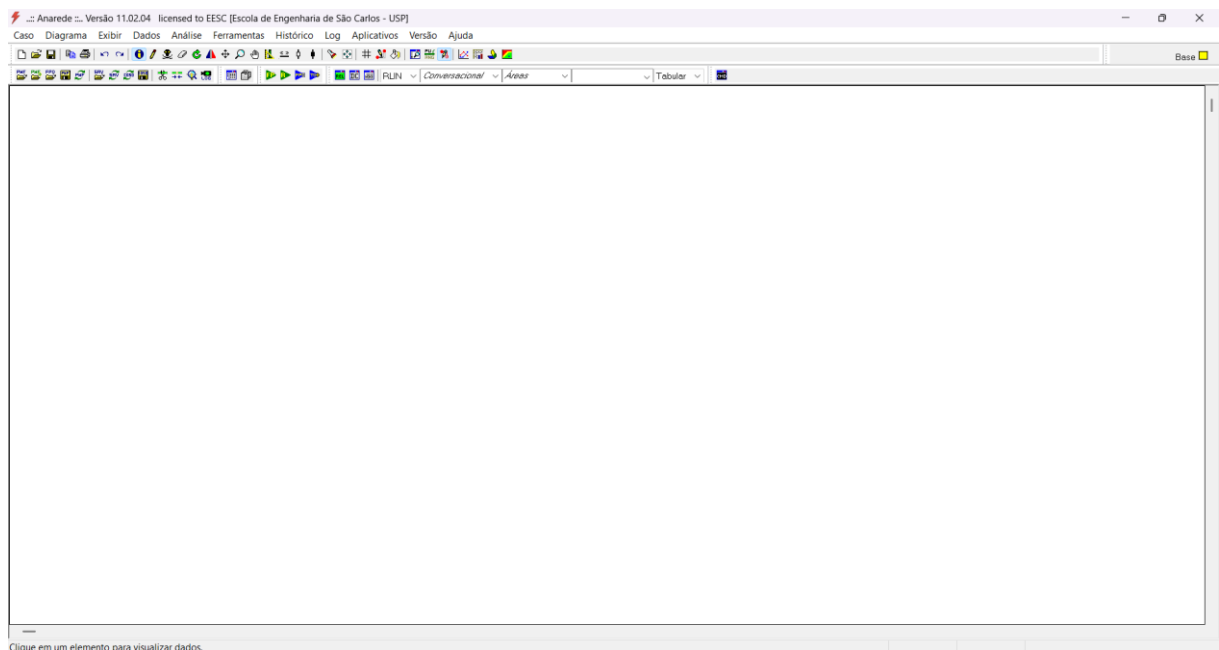 ..:: Anarede ::.. Versão 11.02.04 licensed to EESC [Escola de Engenharia de São Carlos - USP]
Caso Diagrama Exibir Dados Análise Ferramentas Histórico Log Aplicativos Versão Ajuda
Base
RUN Conversacional Áreas Tabular
Clique em um elemento para visualizar dados.